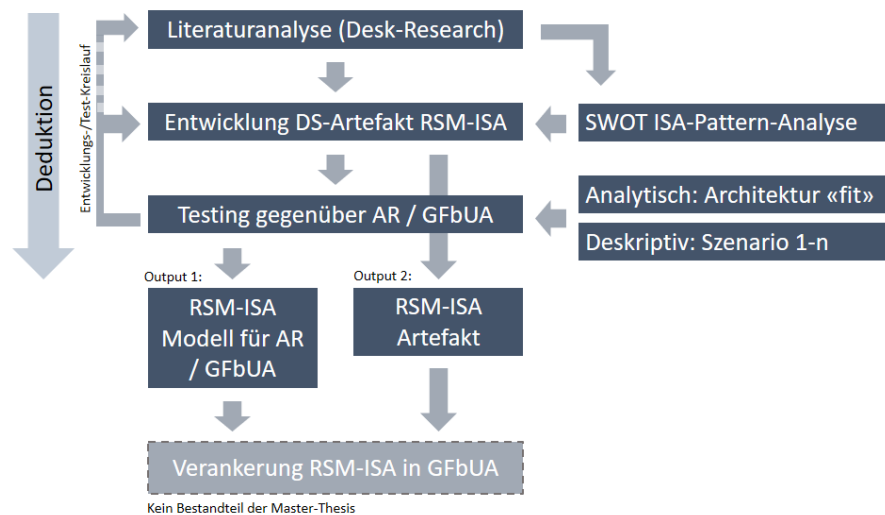 Literaturanalyse (Desk-Research)
Deduktion
Entwicklungs-/Test-Kreislauf
Entwicklung DS-Artefakt RSM-ISA
SWOT ISA-Pattern-Analyse
Testing gegenüber AR / GFbUA
Analytisch: Architektur «fit»
Deskriptiv: Szenario 1-n
Output 1:
RSM-ISA
Modell für AR
/ GFbUA
Output 2:
RSM-ISA
Artefakt
Verankerung RSM-ISA in GFbUA
Kein Bestandteil der Master-Thesis